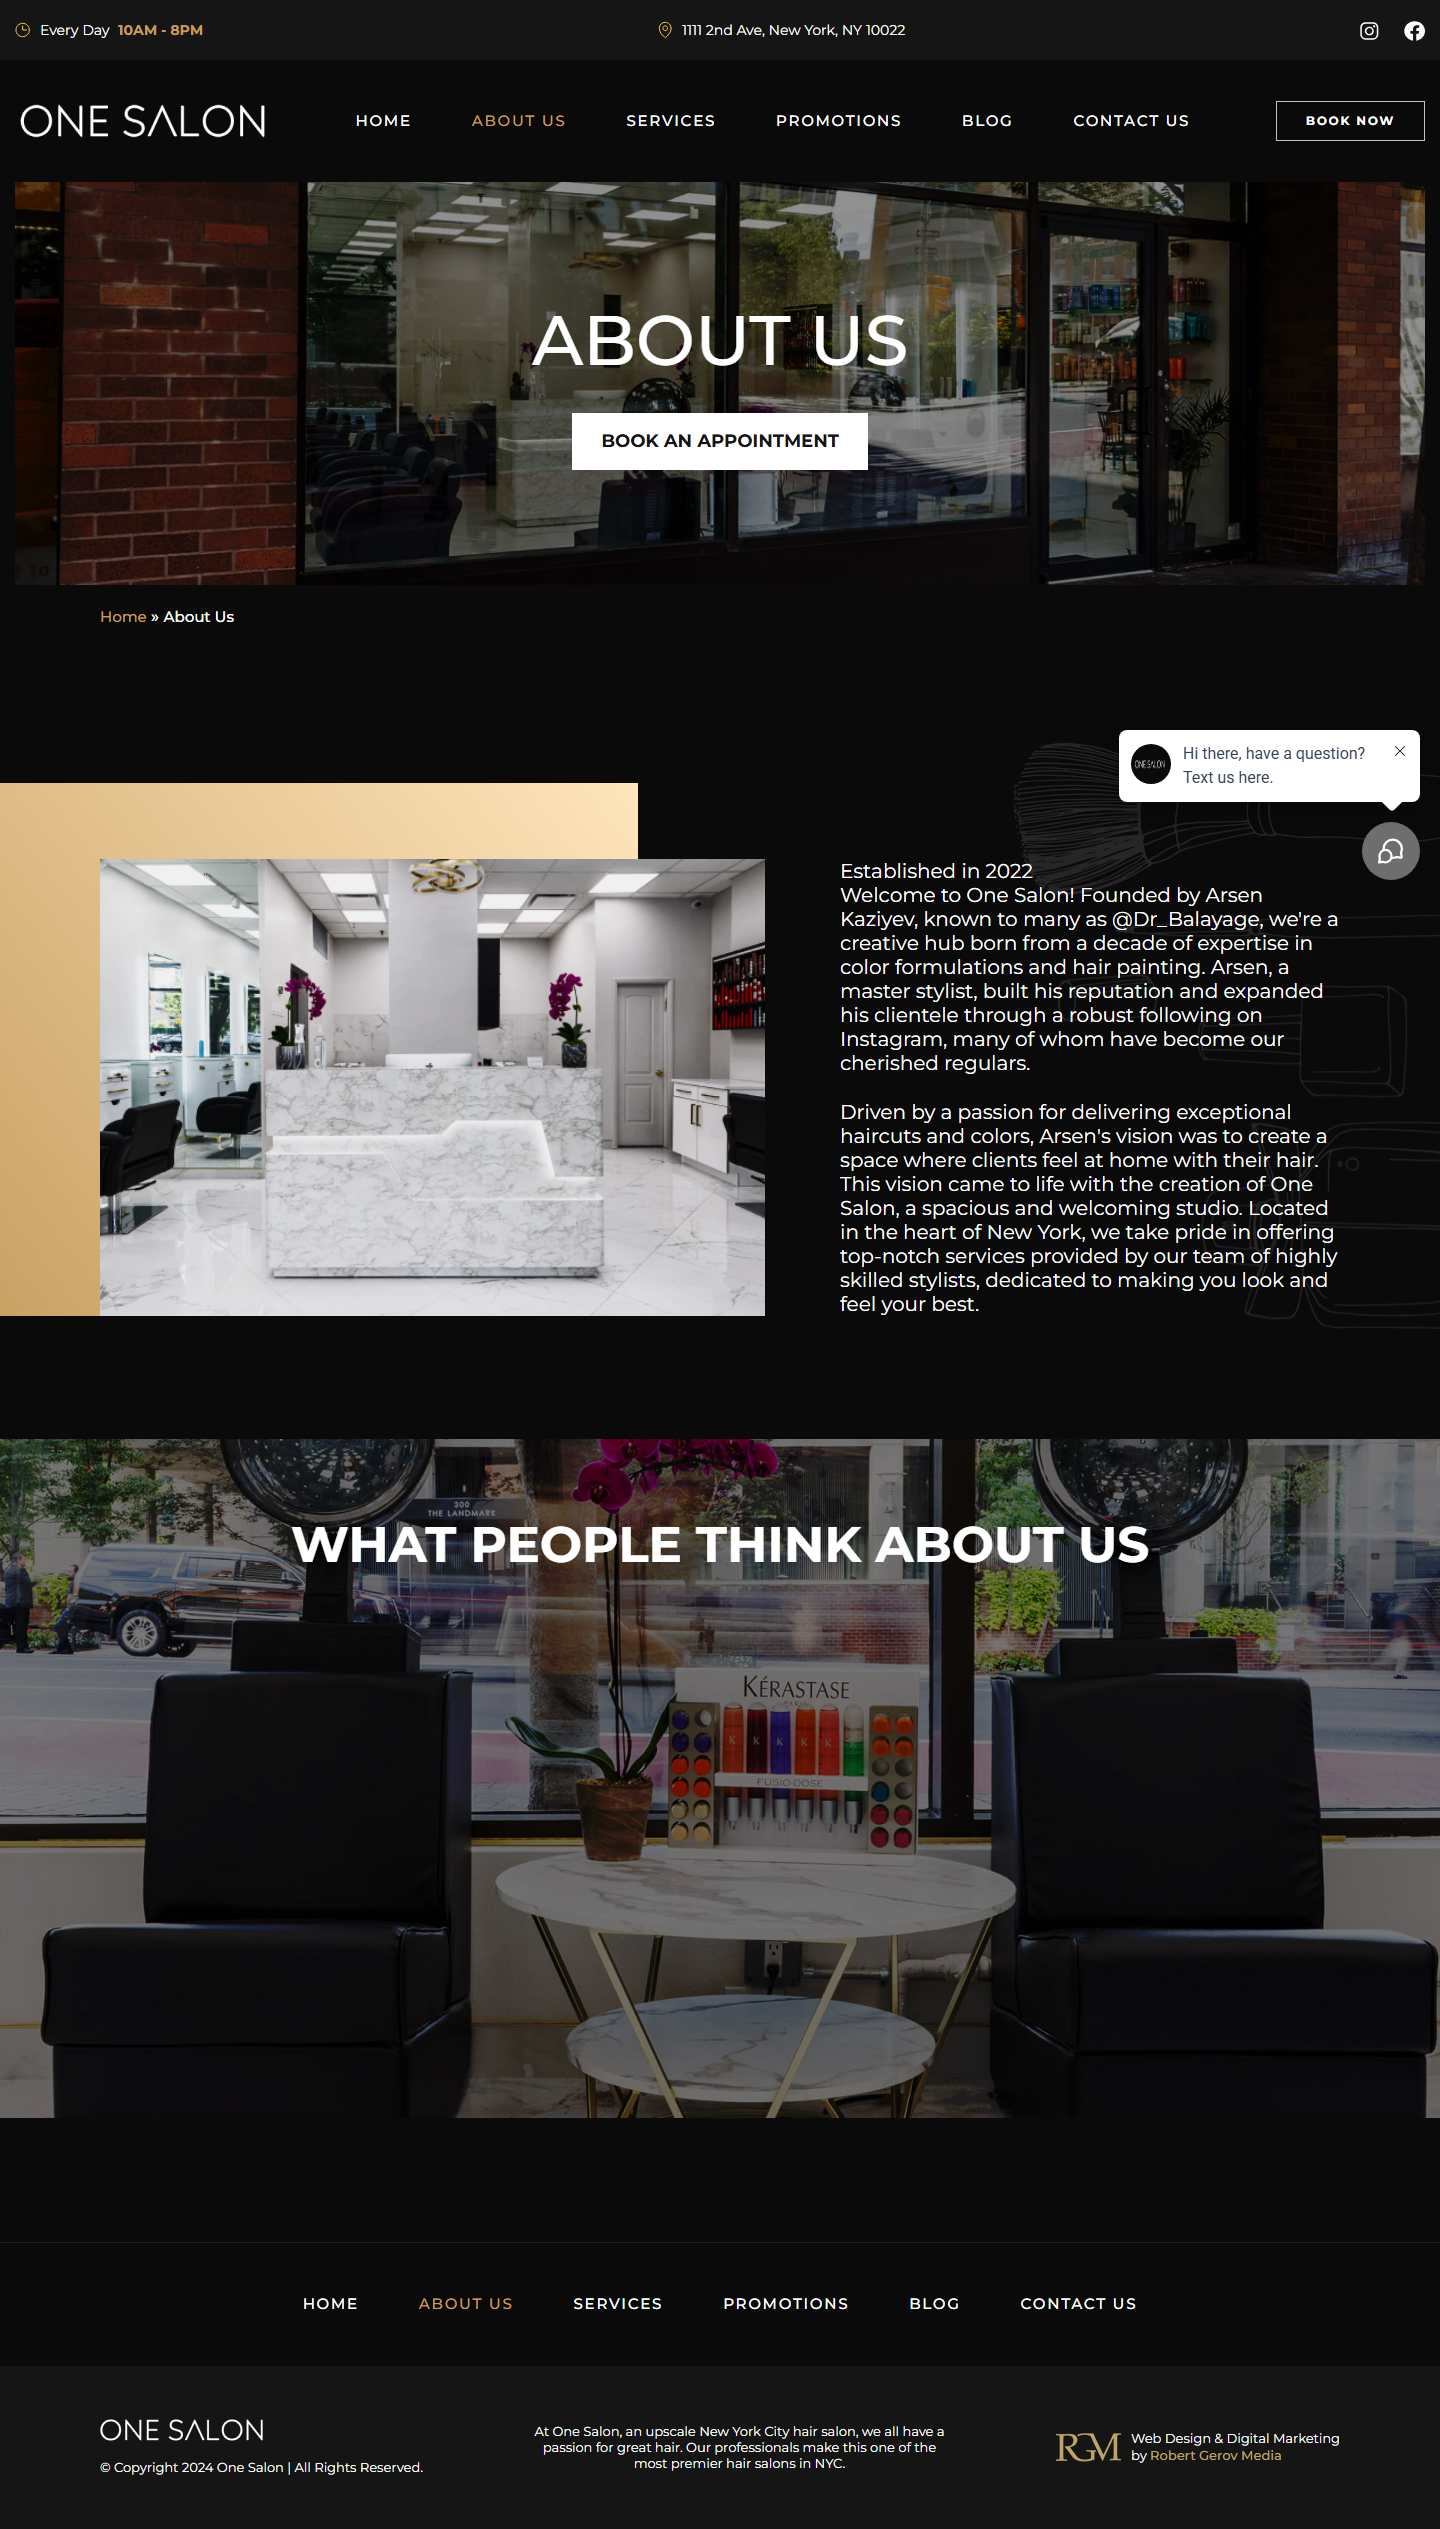 Every Day 10AM - 8PM
1111 2nd Ave, New York, NY 10022
ONE SALON
HOME
ABOUT US
SERVICES
PROMOTIONS
BLOG
CONTACT US
BOOK NOW
ABOUT US
BOOK AN APPOINTMENT
Home » About Us
Hi there, have a question?
Text us here.
ONE SALON
Established in 2022
Welcome to One Salon! Founded by Arsen
Kaziyev, known to many as @Dr_Balayage, we're a
creative hub born from a decade of expertise in
color formulations and hair painting. Arsen, a
master stylist, built his reputation and expanded
his clientele through a robust following on
Instagram, many of whom have become our
cherished regulars.
Driven by a passion for delivering exceptional
haircuts and colors, Arsen's vision was to create a
space where clients feel at home with their hair.
This vision came to life with the creation of One
Salon, a spacious and welcoming studio. Located
in the heart of New York, we take pride in offering
top-notch services provided by our team of highly
skilled stylists, dedicated to making you look and
feel your best.
300
THE LANDMARK
WHAT PEOPLE THINK ABOUT US
KÉRASTASE
PARIS
K K K K K K
FUSIO-DOSE
HOME
ABOUT US
SERVICES
PROMOTIONS
BLOG
CONTACT US
ONE SALON
© Copyright 2024 One Salon | All Rights Reserved.
At One Salon, an upscale New York City hair salon, we all have a
passion for great hair. Our professionals make this one of the
most premier hair salons in NYC.
RGM
Web Design & Digital Marketing
by Robert Gerov Media